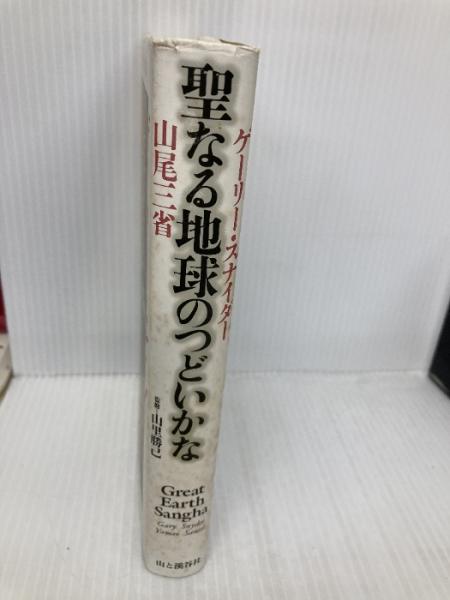 ゲーリー・スナイダー
聖なる地球のつどいかな
山尾三省
監修・山里勝己
Great
Earth
Sangha
Gary Snyder
Yamao Sansei
山と溪谷社